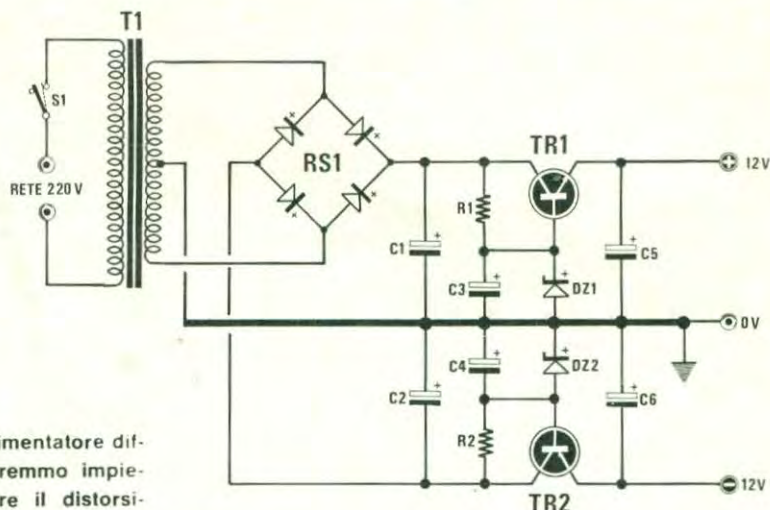 T1
S1
RETE 220 V
RS1
TR1
12V
R1
C1
C3
DZ1
C5
0V
C2
C4
DZ2
C6
R2
TR2
12V
imentatore dif-
remmo impie-
re il distorsi-